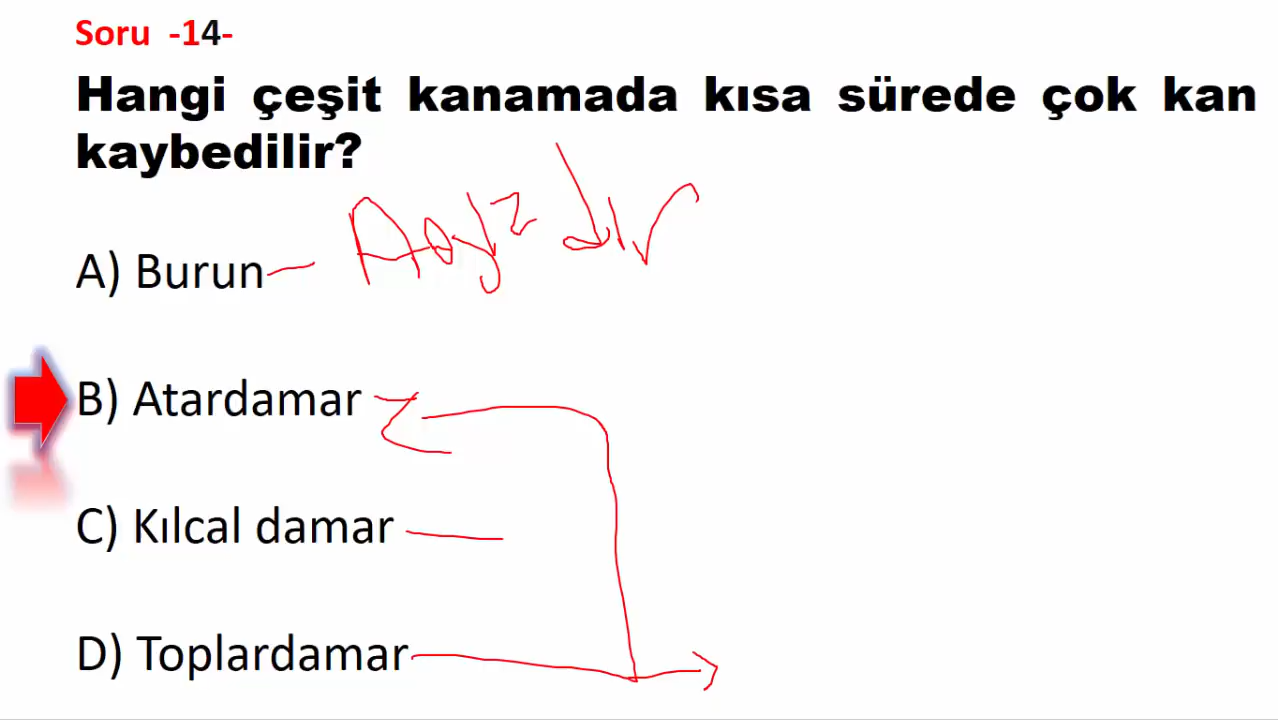 Soru -14-
Hangi çeşit kanamada kısa sürede çok kan
kaybedilir?
A) Burun
B) Atardamar
C) Kılcal damar
D) Toplardamar